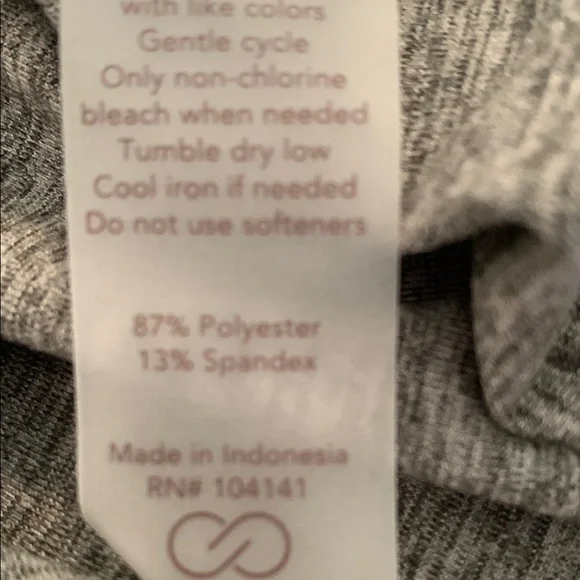 with like colors
Gentle cycle
Only non-chlorine
bleach when needed
Tumble dry low
Cool iron if needed
Do not use softeners
87% Polyester
13% Spandex
Made in Indonesia
RN# 104141